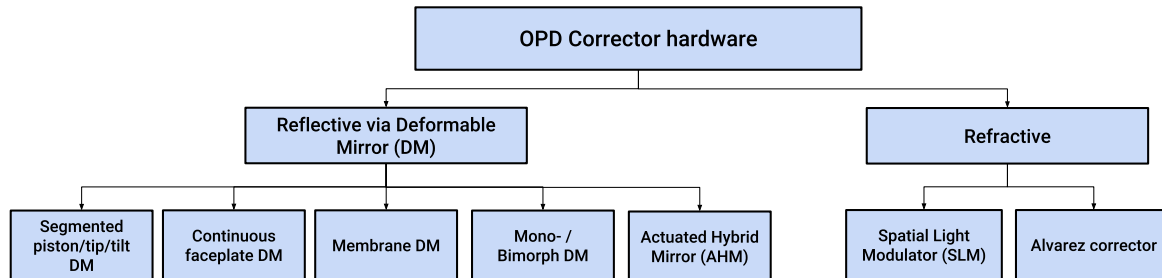 OPD Corrector hardware
Reflective via Deformable
Mirror (DM)
Refractive
Segmented
piston/tip/tilt
DM
Continuous
faceplate DM
Membrane DM
Mono- /
Bimorph DM
Actuated Hybrid
Mirror (AHM)
Spatial Light
Modulator (SLM)
Alvarez corrector